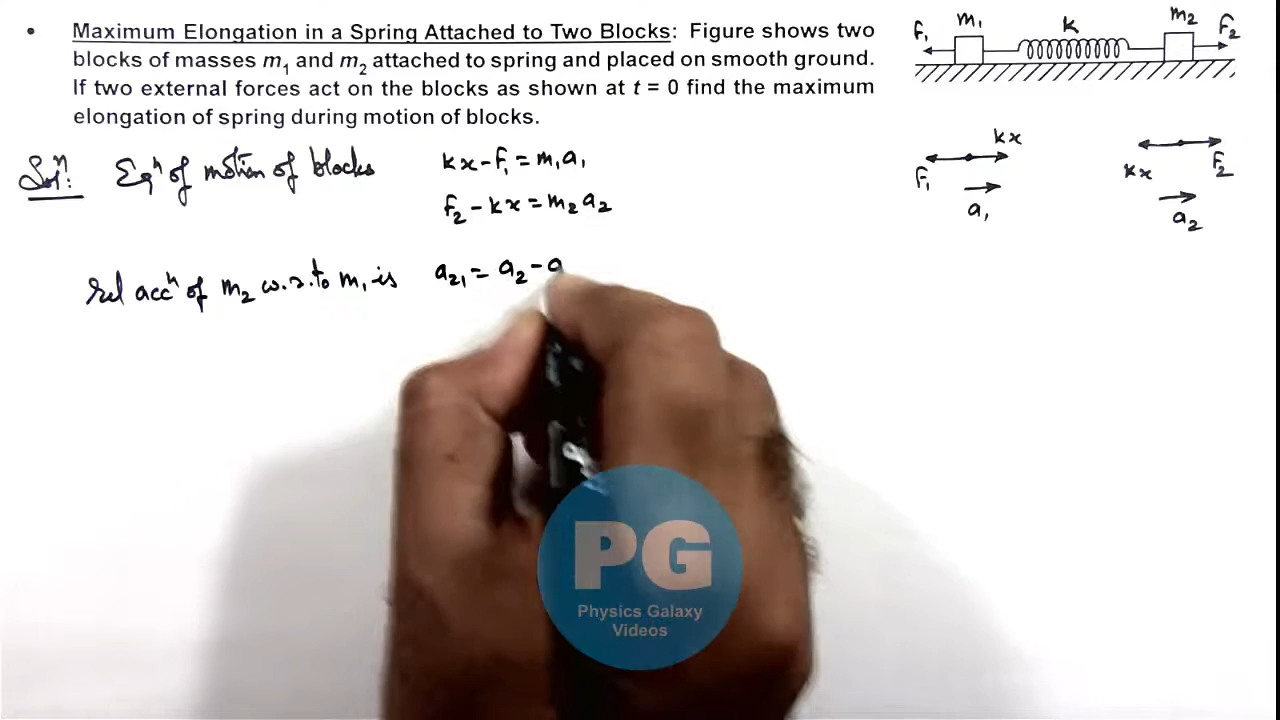 • Maximum Elongation in a Spring Attached to Two Blocks: Figure shows two
blocks of masses m₁ and m₂ attached to spring and placed on smooth ground.
If two external forces act on the blocks as shown at t = 0 find the maximum
elongation of spring during motion of blocks.
F₁ m₁ k m₂ F₂
Solⁿ: Eqⁿ of motion of blocks kx - F₁ = m₁a₁
F₂ - kx = m₂a₂
kx
F₁
a₁
kx F₂
a₂
rel accⁿ of m₂ w.r.to m₁ is a₂₁ = a₂ - a
PG
Physics Galaxy
Videos